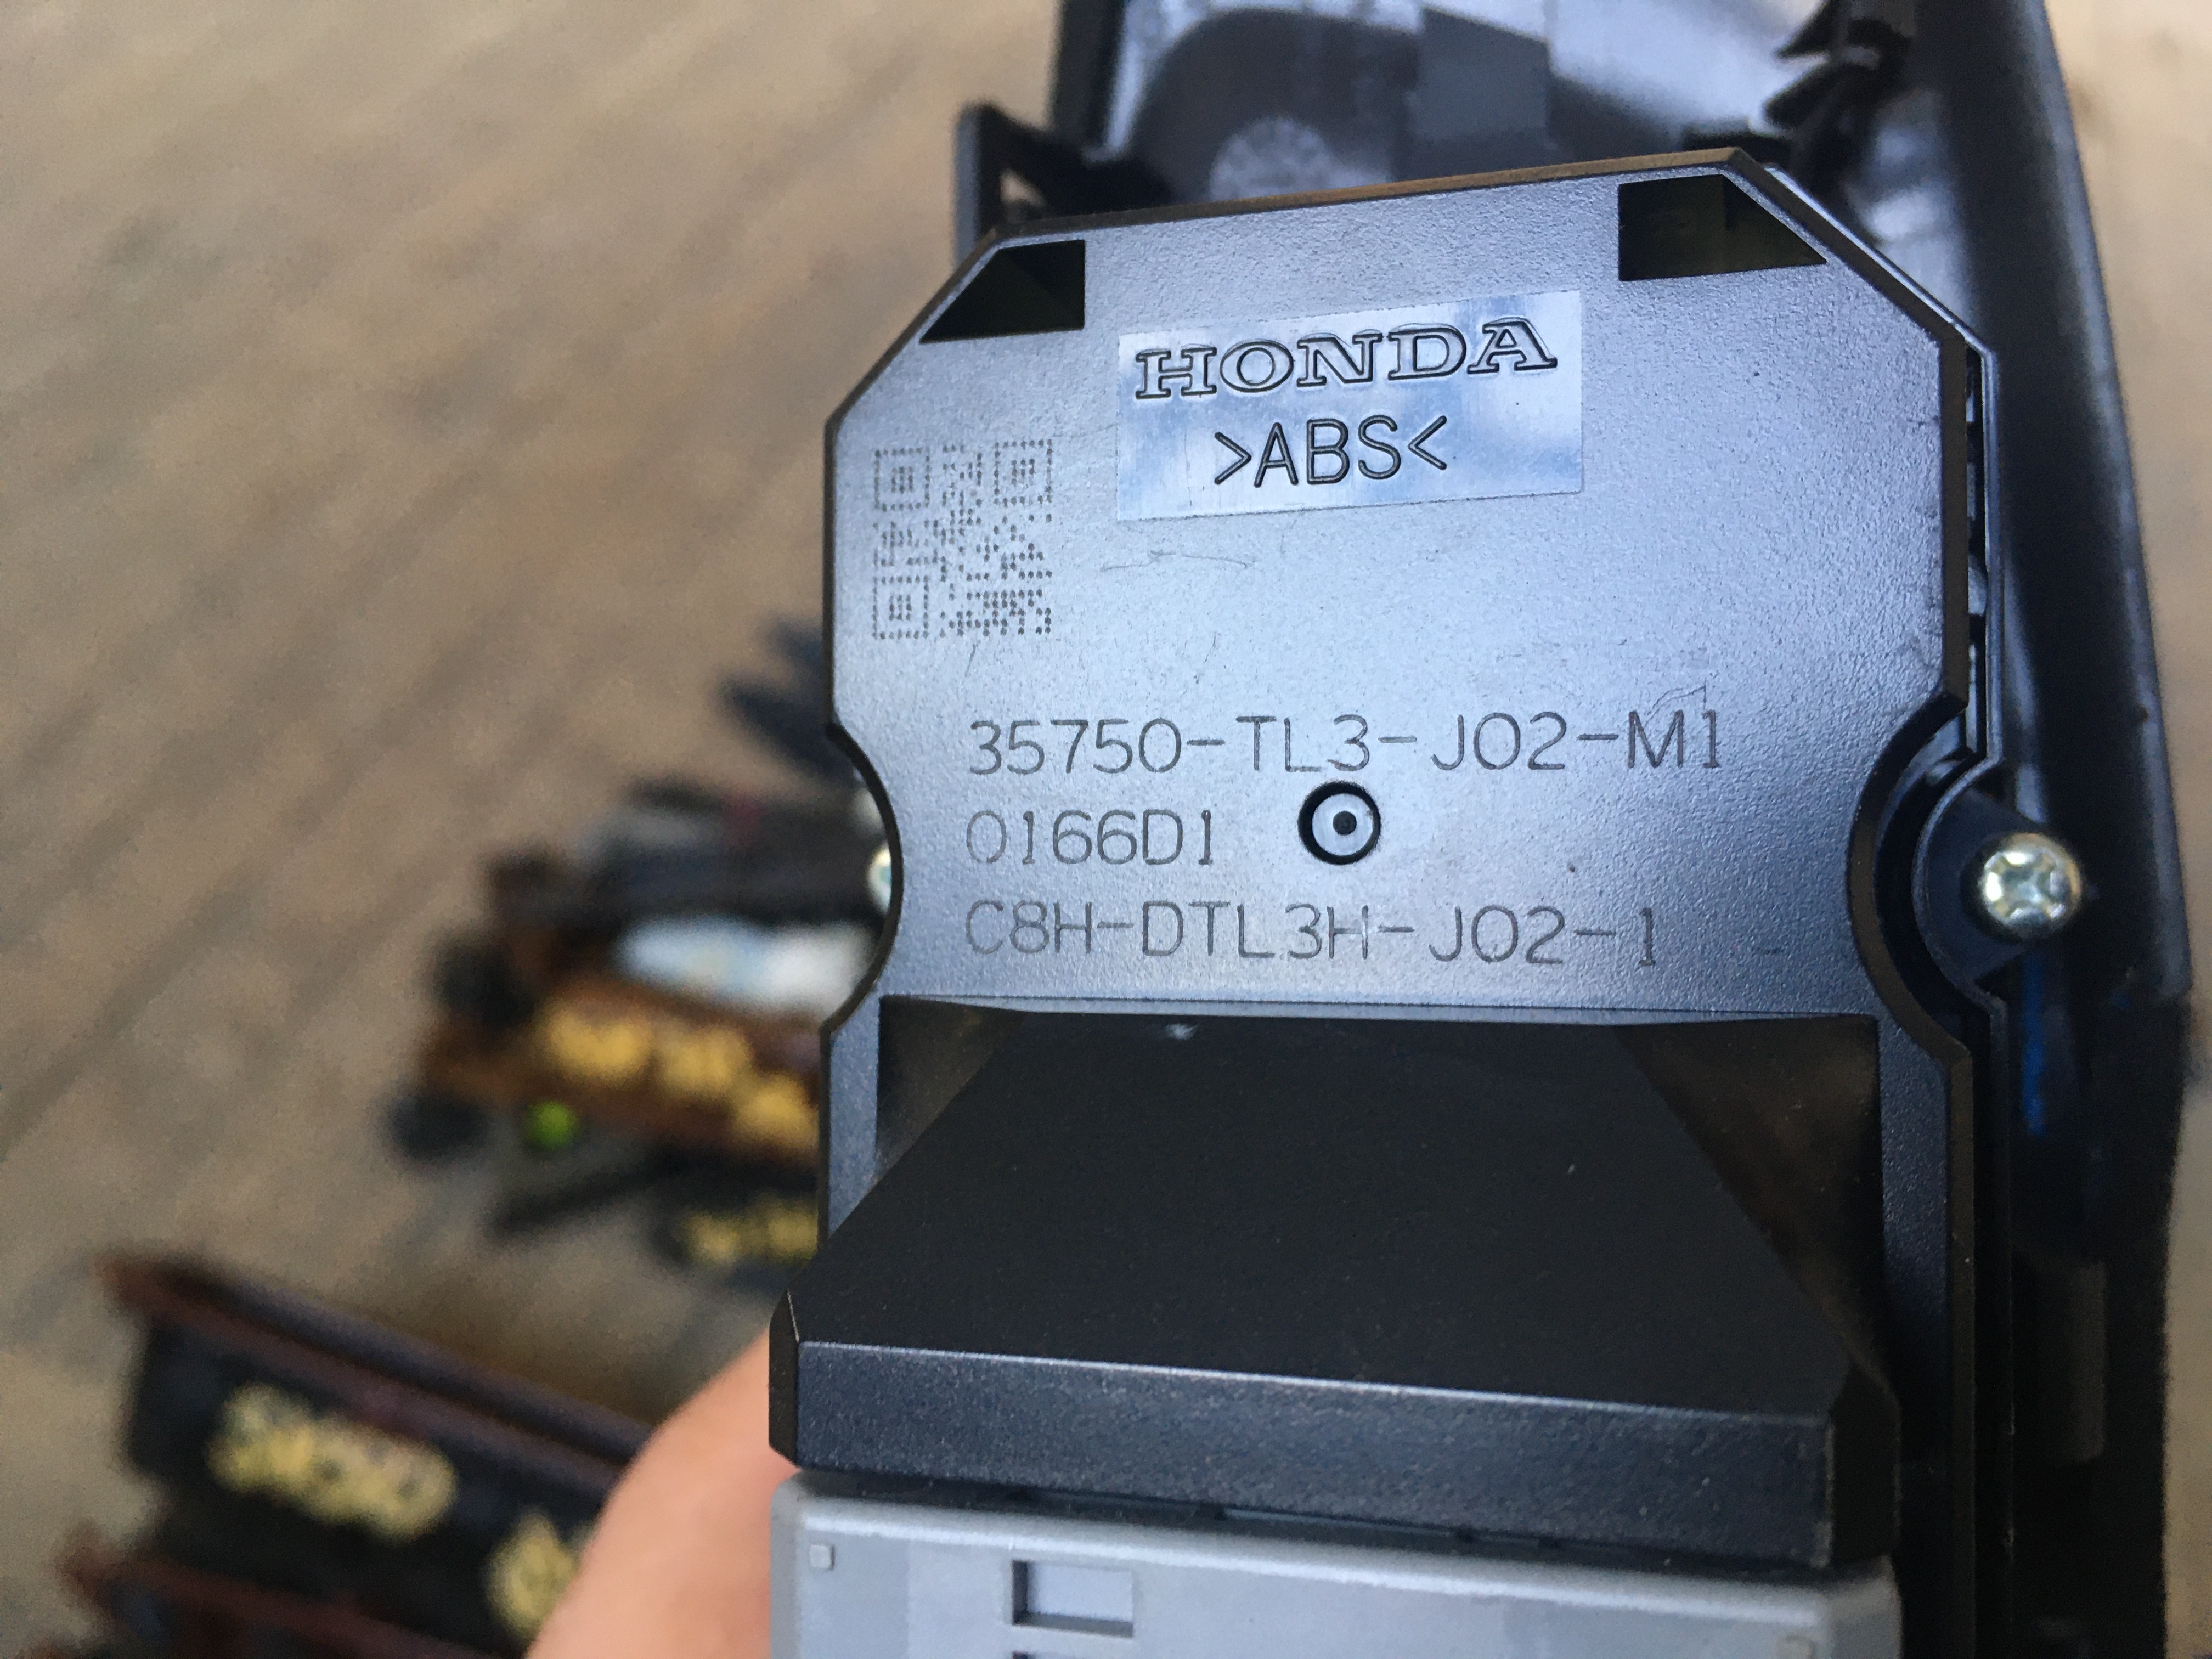 HONDA
>ABS<
35750-TL3-J02-M1
0166D1
C8H-DTL3H-J02-1